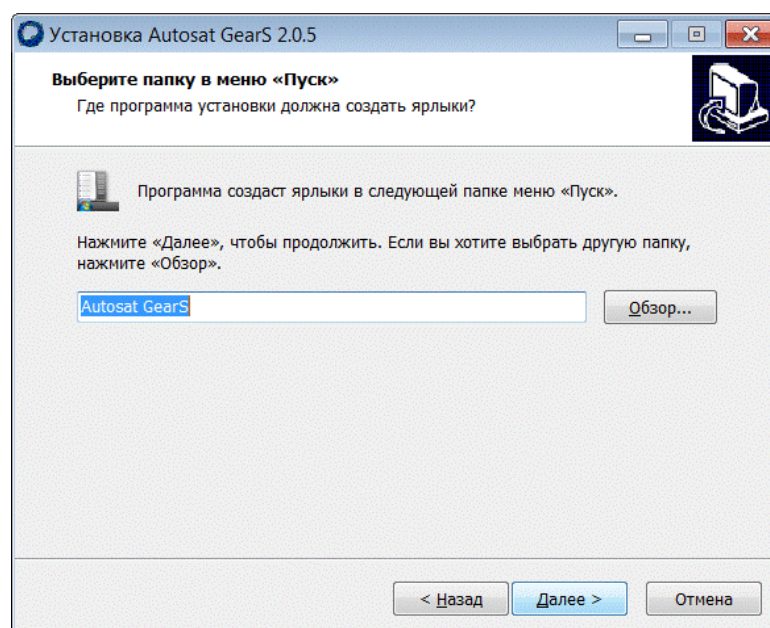 Установка Autosat GearS 2.0.5
Выберите папку в меню «Пуск»
Где программа установки должна создать ярлыки?
Программа создаст ярлыки в следующей папке меню «Пуск».
Нажмите «Далее», чтобы продолжить. Если вы хотите выбрать другую папку,
нажмите «Обзор».
Autosat GearS
Обзор...
< Назад
Далее >
Отмена